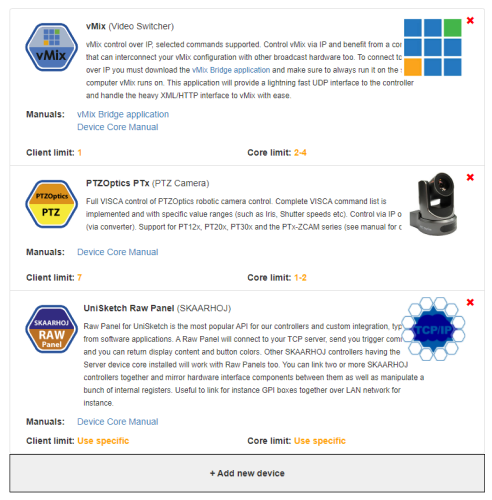 vMix
vMix (Video Switcher)
vMix control over IP, selected commands supported. Control vMix via IP and benefit from a
that can interconnect your vMix configuration with other broadcast hardware too. To connect
over IP you must download the vMix Bridge application and make sure to always run it on the
computer vMix runs on. This application will provide a lightning fast UDP interface to the controller
and handle the heavy XML/HTTP interface to vMix with ease.
Manuals: vMix Bridge application
Device Core Manual
Client limit: 1 Core limit: 2-4
PTZOptics
PTZ
PTZOptics PTx (PTZ Camera)
Full VISCA control of PTZOptics robotic camera control. Complete VISCA command list is
implemented and with specific value ranges (such as Iris, Shutter speeds etc). Control via IP
(via converter). Support for PT12x, PT20x, PT30x and the PTx-ZCAM series (see manual for
Manuals: Device Core Manual
Client limit: 7 Core limit: 1-2
SKAARHOJ
RAW
Panel
UniSketch Raw Panel (SKAARHOJ)
Raw Panel for UniSketch is the most popular API for our controllers and custom integration,
from software applications. A Raw Panel will connect to your TCP server, send you trigger
and you can return display content and button colors. Other SKAARHOJ controllers having the
Server device core installed will work with Raw Panels too. You can link two or more SKAARHOJ
controllers together and mirror hardware interface components between them as well as manipulate a
bunch of internal registers. Useful to link for instance GPI boxes together over LAN network for
instance.
TCP/IP
Manuals: Device Core Manual
Client limit: Use specific Core limit: Use specific
+ Add new device